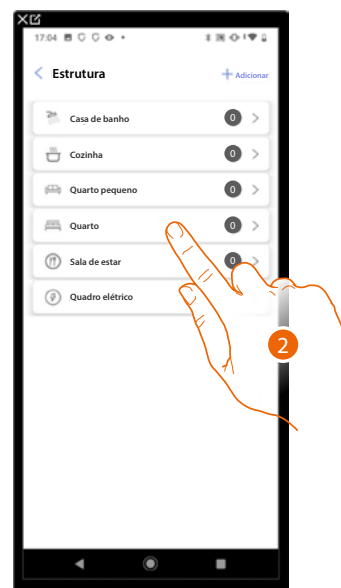 17:04
Estrutura
Adicionar
Casa de banho 0
Cozinha 0
Quarto pequeno 0
Quarto 0
Sala de estar 0
Quadro elétrico
2